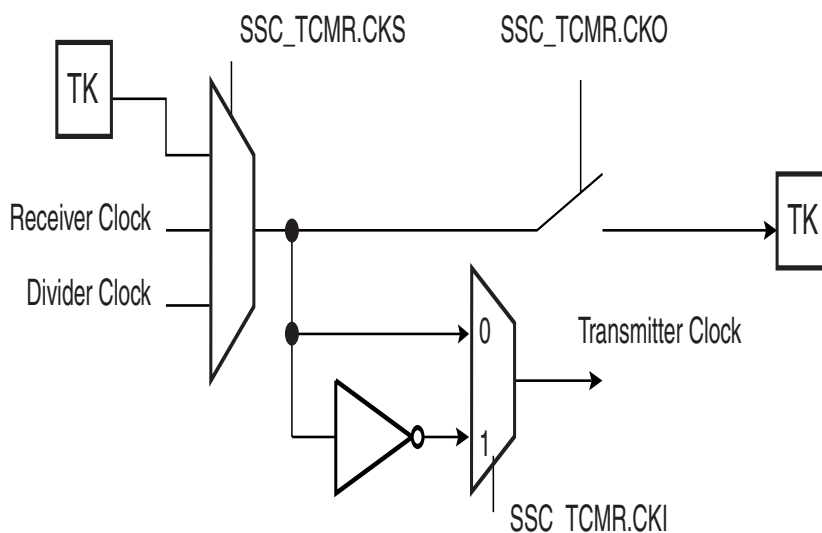 SSC_TCMR.CKS
SSC_TCMR.CKO
TK
Receiver Clock
TK
Divider Clock
0
Transmitter Clock
1
SSC_TCMR.CKI